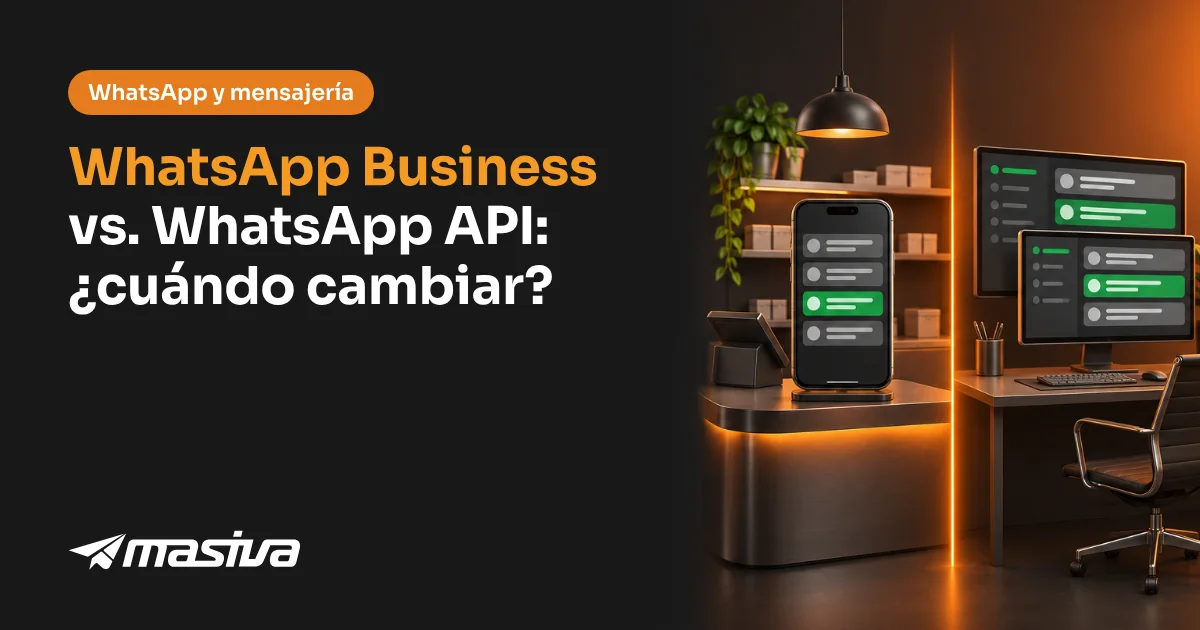 WhatsApp y mensajería
WhatsApp Business
vs. WhatsApp API:
¿cuándo cambiar?
masiva